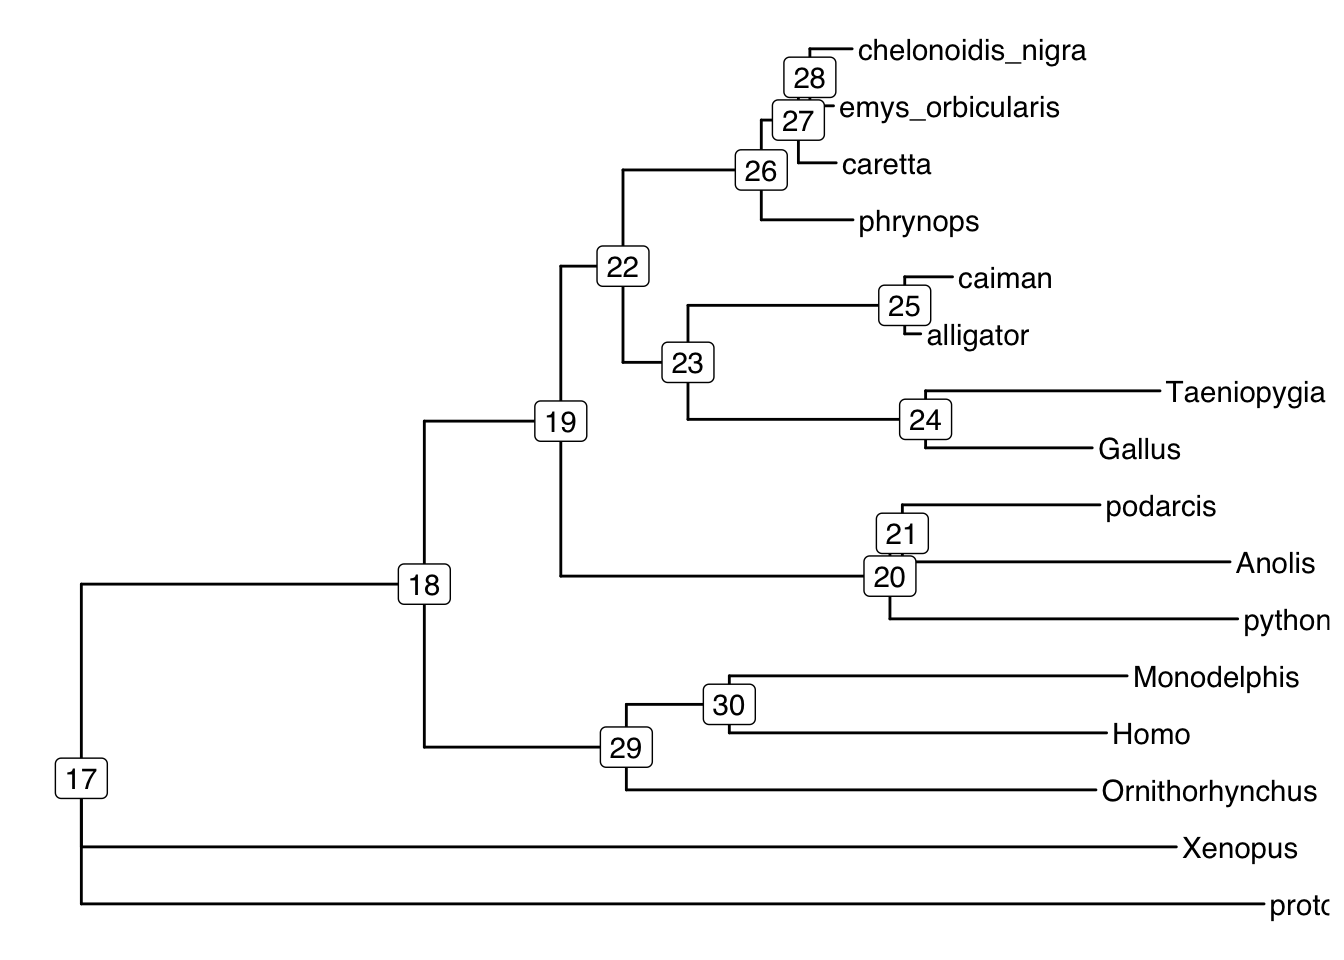 chelonoidis_nigra
28
emys_orbicularis
27
caretta
26
phrynops
22
caiman
25
alligator
23
Taeniopygia
24
19
Gallus
podarcis
21
Anolis
20
18
python
Monodelphis
30
Homo
29
17
Ornithorhynchus
Xenopus